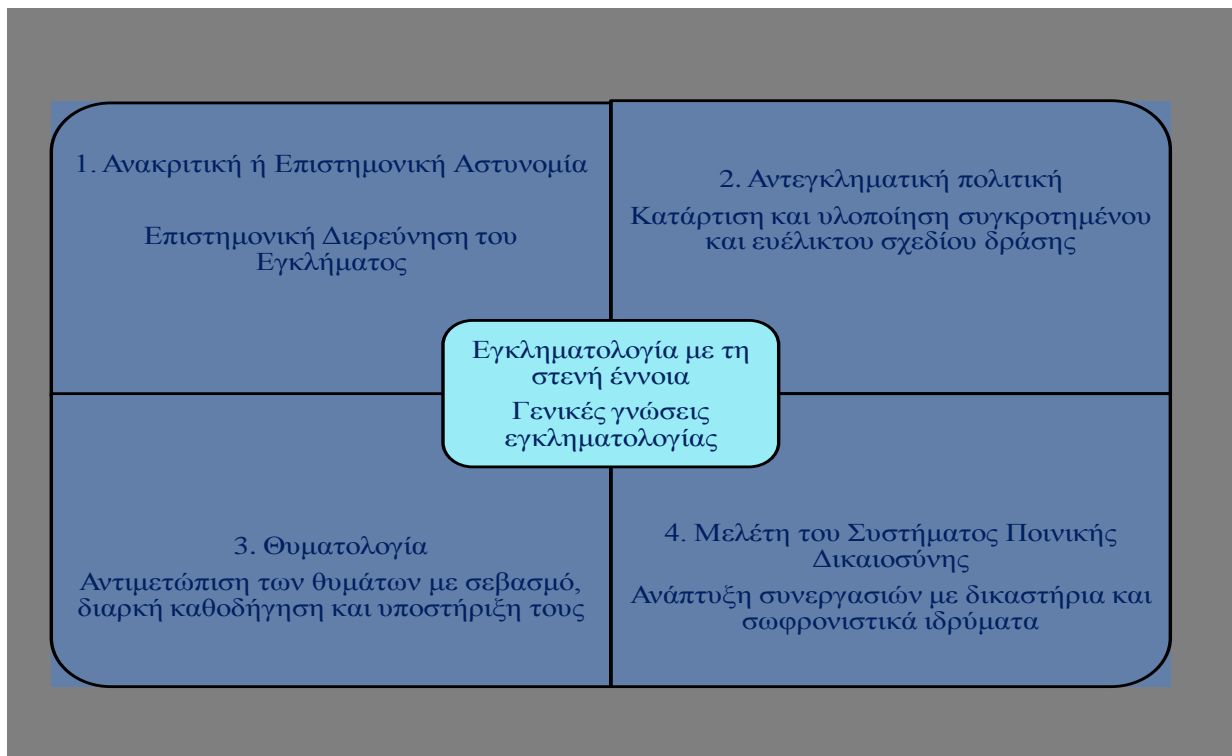 1. Ανακριτική ή Επιστημονική Αστυνομία
Επιστημονική Διερεύνηση του
Εγκλήματος
2. Αντεγκληματική πολιτική
Κατάρτιση και υλοποίηση συγκροτημένου
και ευέλικτου σχεδίου δράσης
Εγκληματολογία με τη
στενή έννοια
Γενικές γνώσεις
εγκληματολογίας
3. Θυματολογία
Αντιμετώπιση των θυμάτων με σεβασμό,
διαρκή καθοδήγηση και υποστήριξη τους
4. Μελέτη του Συστήματος Ποινικής
Δικαιοσύνης
Ανάπτυξη συνεργασιών με δικαστήρια και
σωφρονιστικά ιδρύματα